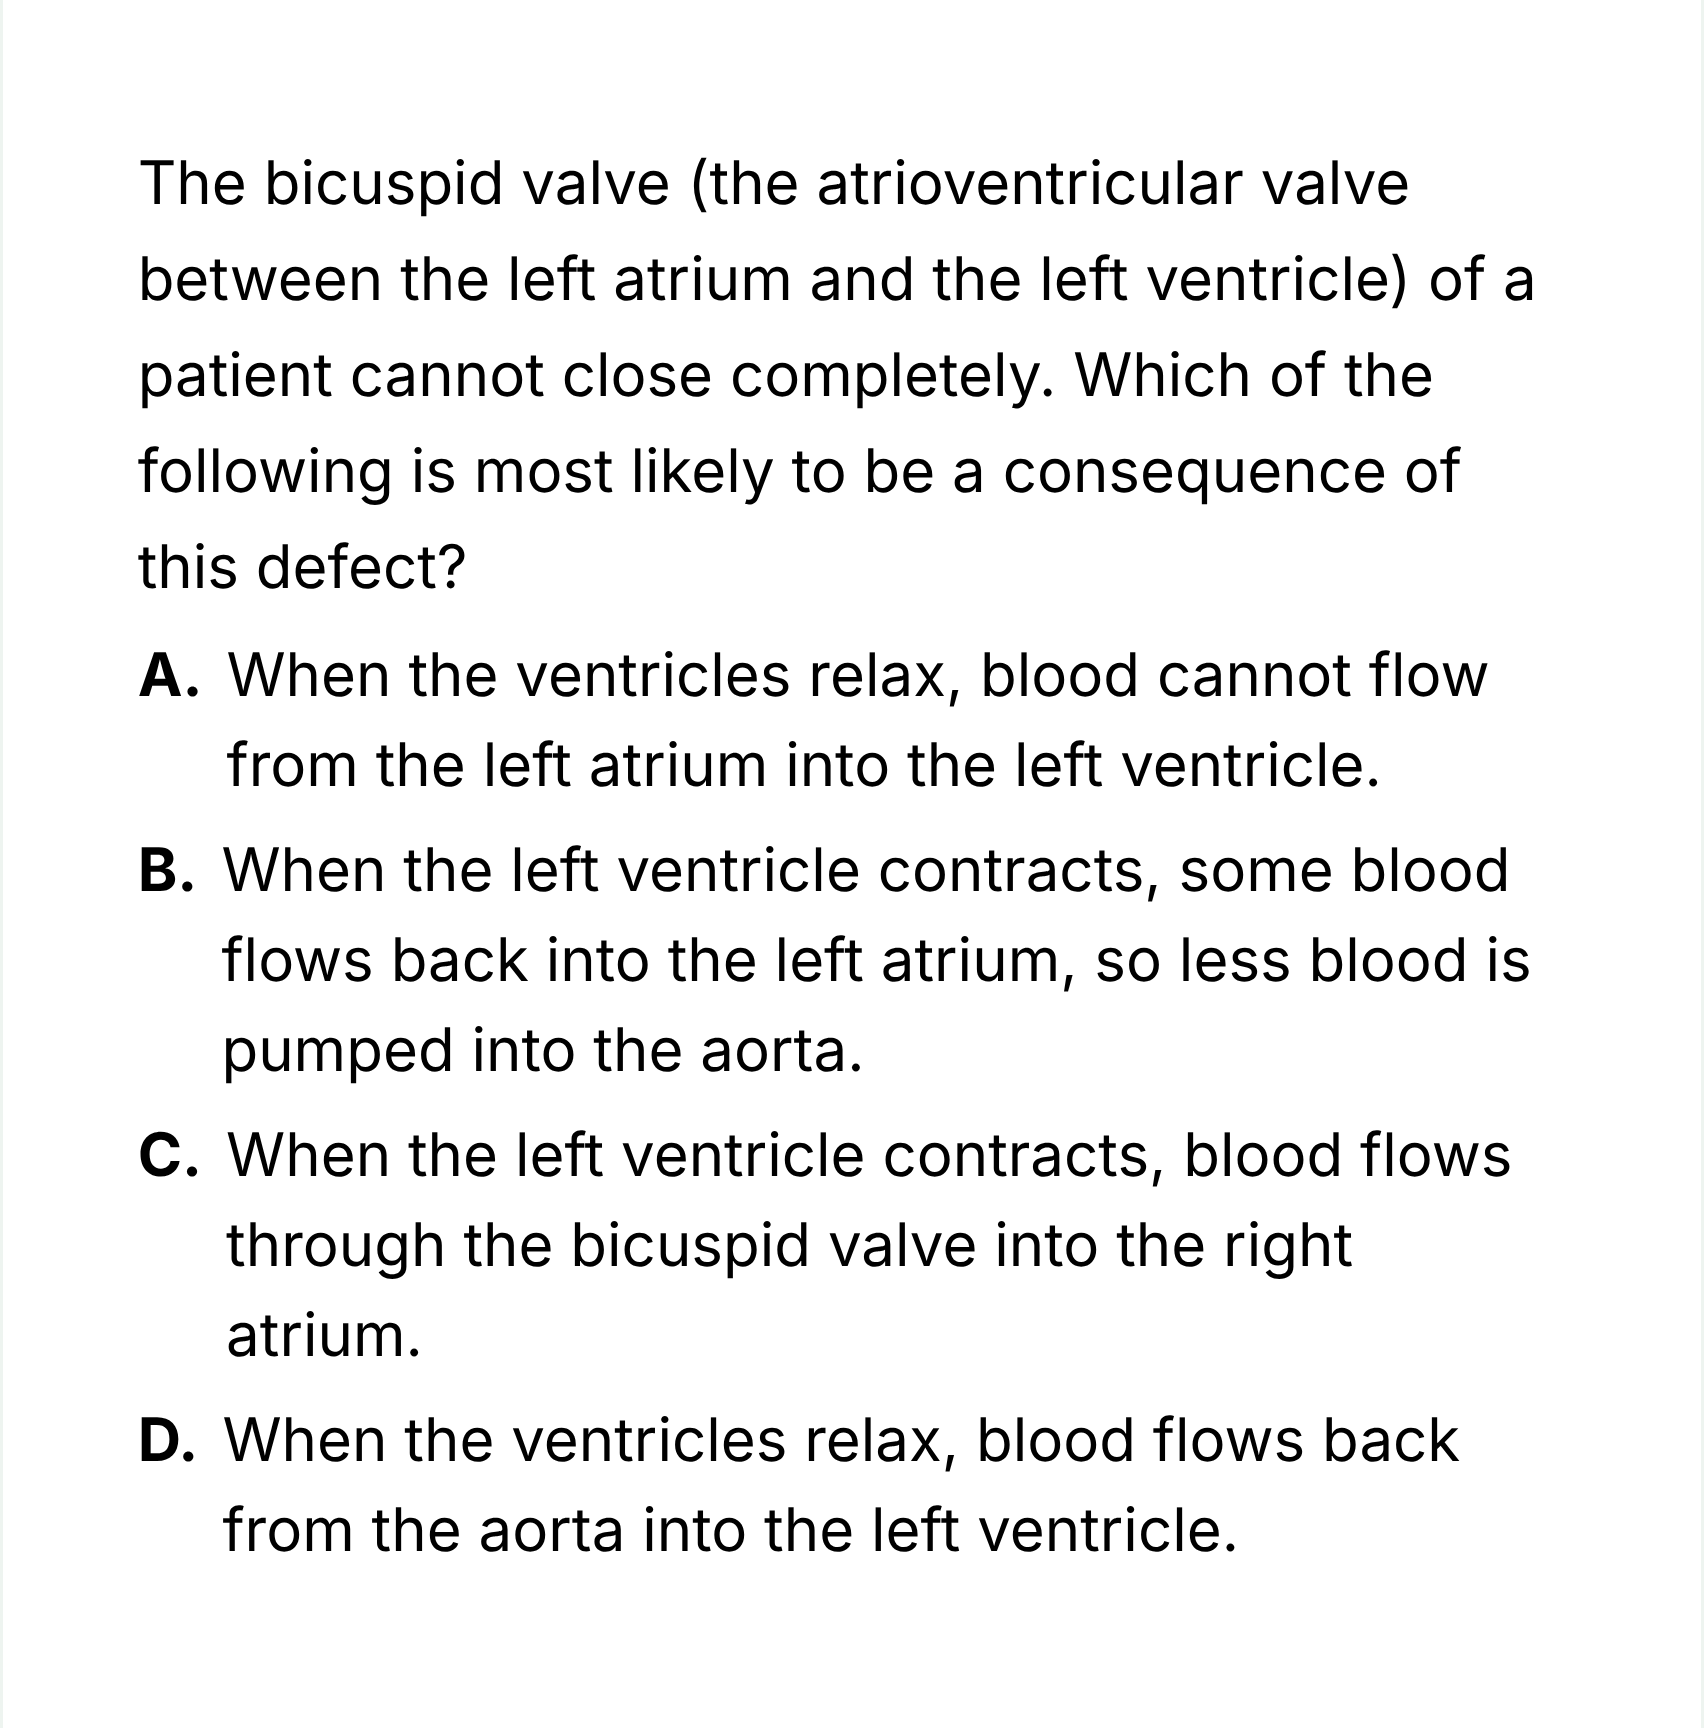 The bicuspid valve (the atrioventricular valve
between the left atrium and the left ventricle) of a
patient cannot close completely. Which of the
following is most likely to be a consequence of
this defect?
A. When the ventricles relax, blood cannot flow
from the left atrium into the left ventricle.
B. When the left ventricle contracts, some blood
flows back into the left atrium, so less blood is
pumped into the aorta.
C. When the left ventricle contracts, blood flows
through the bicuspid valve into the right
atrium.
D. When the ventricles relax, blood flows back
from the aorta into the left ventricle.